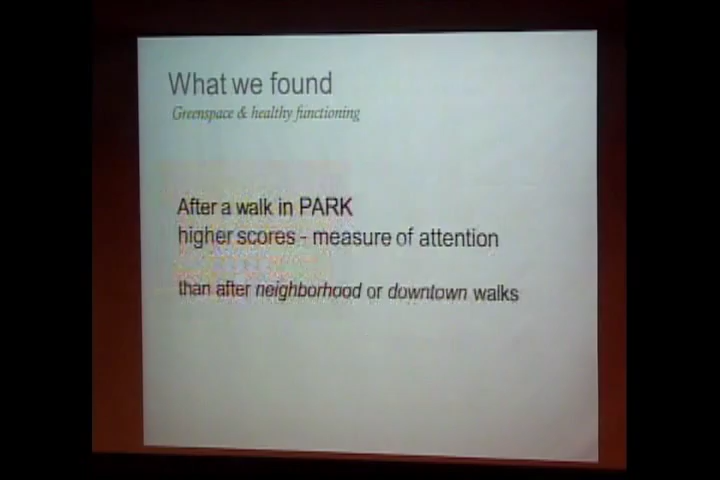 What we found
Greenspace & healthy functioning
After a walk in PARK
higher scores - measure of attention
than after neighborhood or downtown walks